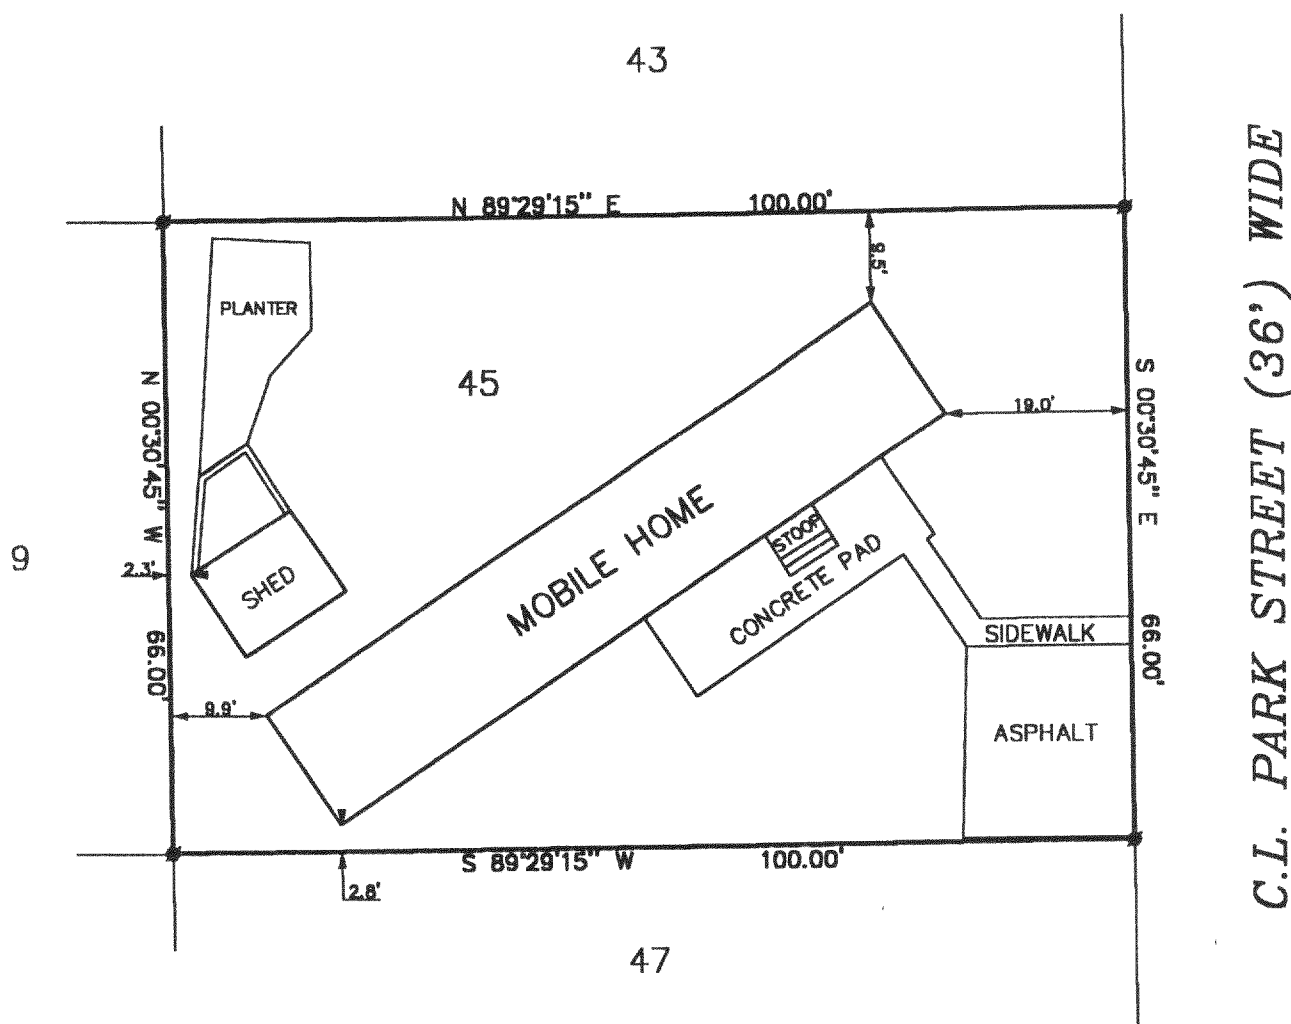 43
N 89°29'15" E 100.00'
9.5'
PLANTER
45
N 00°30'45" W 66.00'
S 00°30'45" E 66.00'
19.0'
C.L. PARK STREET (36') WIDE
MOBILE HOME
STOOP
CONCRETE PAD
9
2.3'
SHED
SIDEWALK
9.9'
ASPHALT
S 89°29'15" W 100.00'
2.8'
47